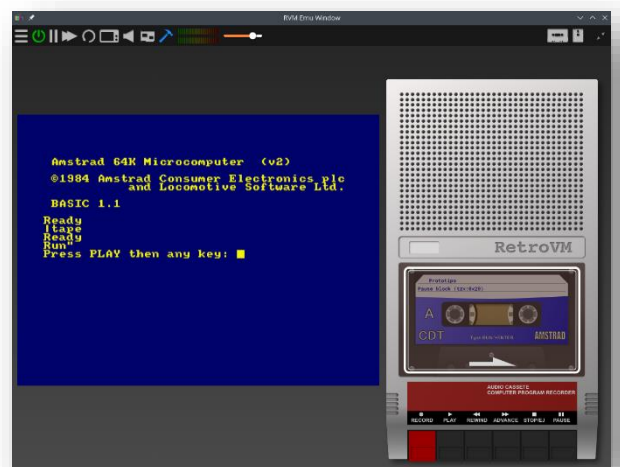 RVM Emu Window
Amstrad 64K Microcomputer (v2)
©1984 Amstrad Consumer Electronics plc
and Locomotive Software Ltd.
BASIC 1.1
Ready
|tape
Ready
Run"
Press PLAY then any key:
RetroVM
Prototipo
A
CDT
AMSTRAD
AUDIO CASSETTE
COMPUTER PROGRAM RECORDER
RECORD PLAY REWIND ADVANCE STOP/EJ PAUSE